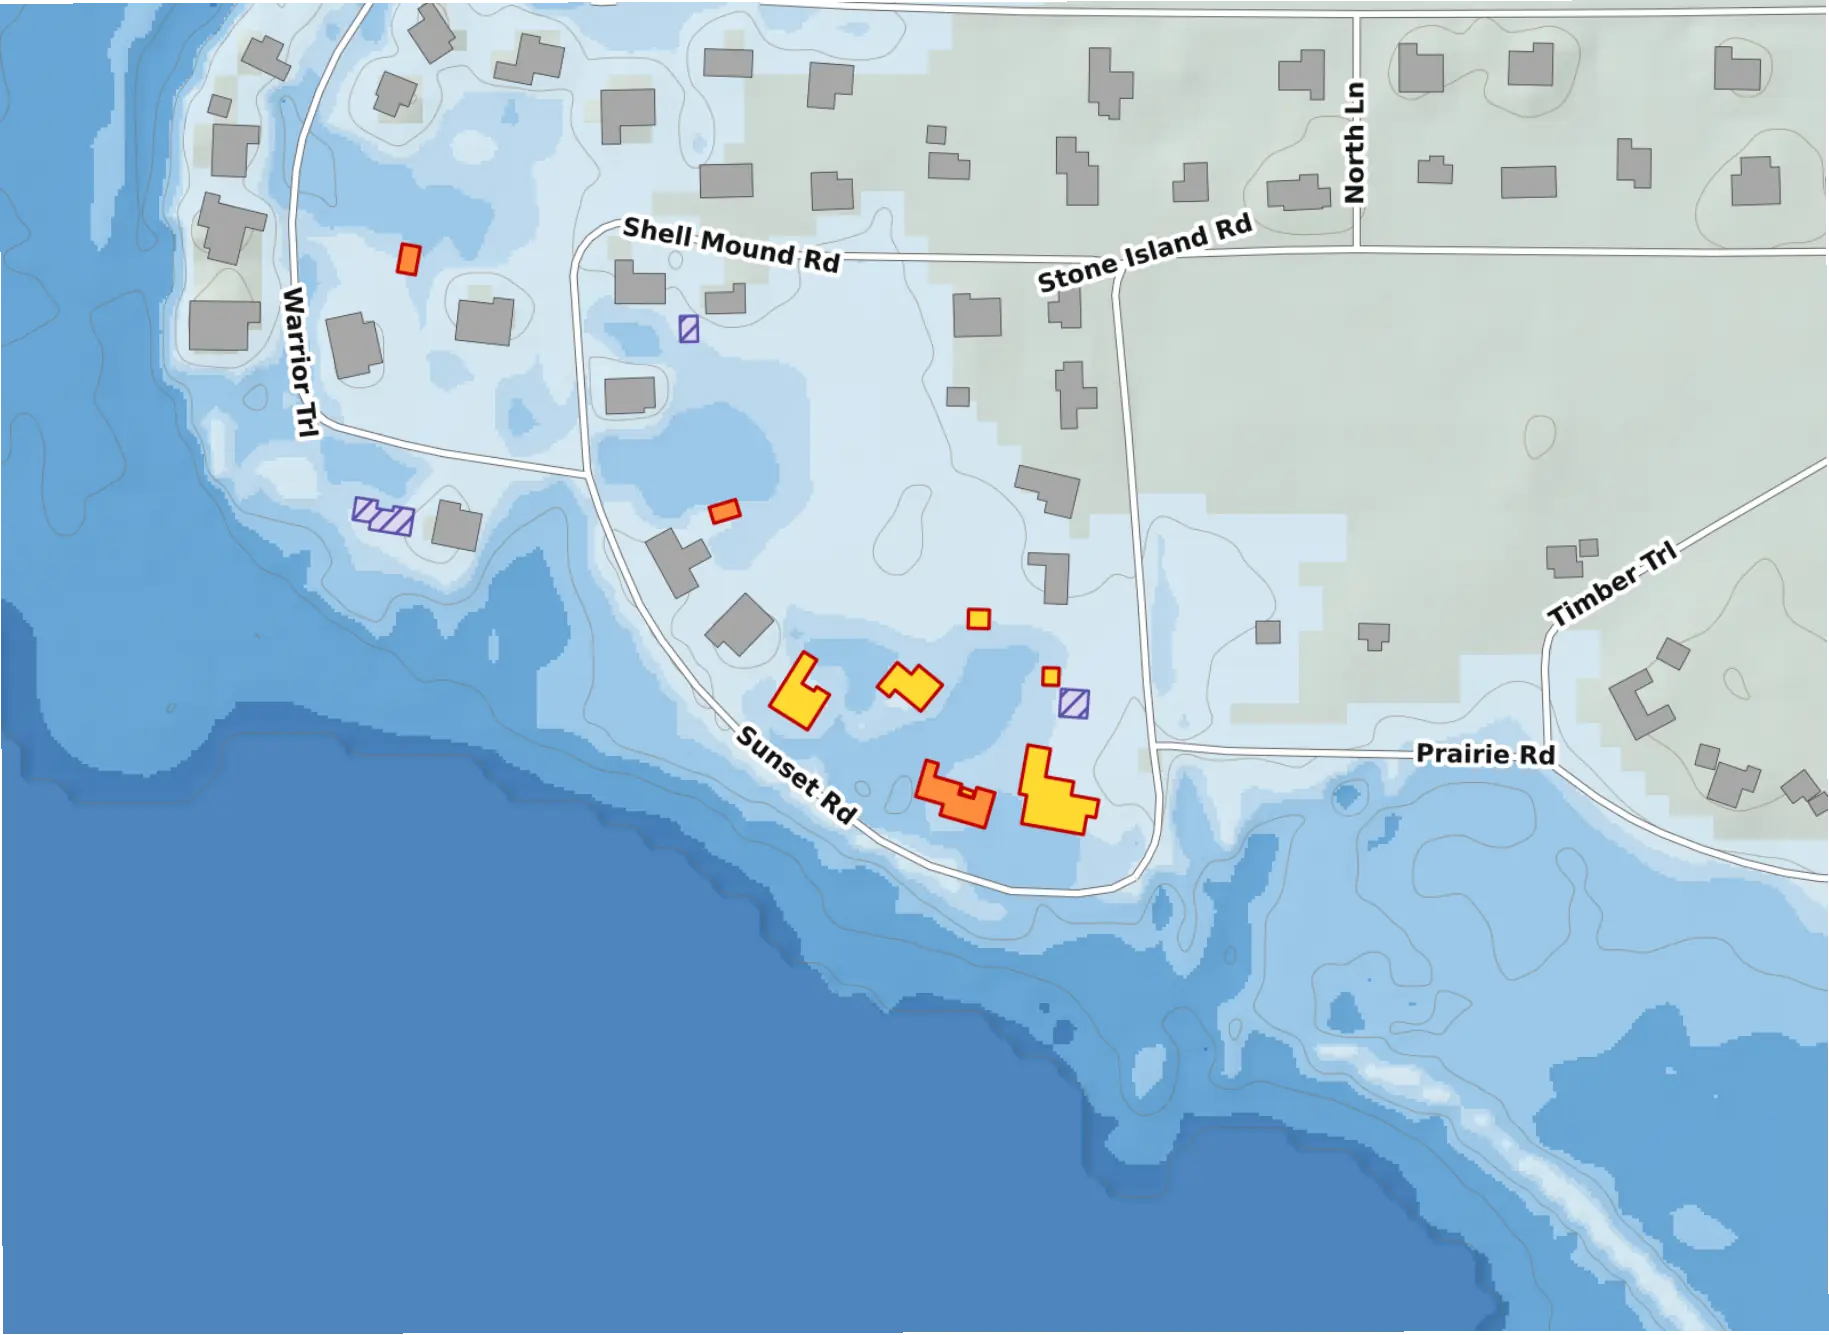 North Ln
Shell Mound Rd
Stone Island Rd
Warrior Trl
Timber Trl
Sunset Rd
Prairie Rd